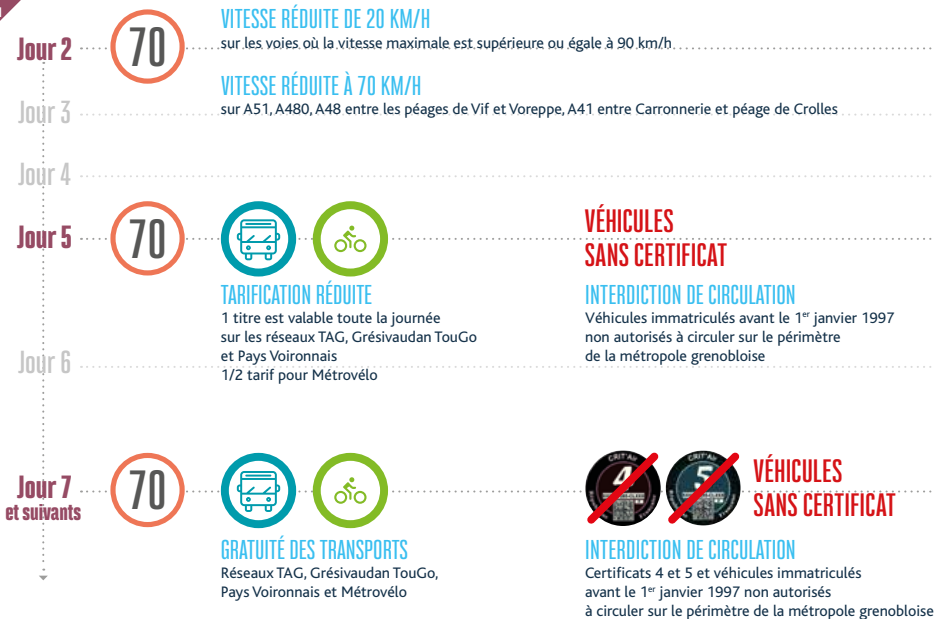 Jour 2
70
VITESSE RÉDUITE DE 20 KM/H
sur les voies où la vitesse maximale est supérieure ou égale à 90 km/h
VITESSE RÉDUITE À 70 KM/H
sur A51, A480, A48 entre les péages de Vif et Voreppe, A41 entre Carronnerie et péage de Crolles
Jour 3
Jour 4
Jour 5
70
TARIFICATION RÉDUITE
1 titre est valable toute la journée
sur les réseaux TAG, Grésivaudan TouGo
et Pays Voironnais
1/2 tarif pour Métrovélo
VÉHICULES
SANS CERTIFICAT
INTERDICTION DE CIRCULATION
Véhicules immatriculés avant le 1er janvier 1997
non autorisés à circuler sur le périmètre
de la métropole grenobloise
Jour 6
Jour 7
et suivants
70
GRATUITÉ DES TRANSPORTS
Réseaux TAG, Grésivaudan TouGo,
Pays Voironnais et Métrovélo
CRIT'Air
4
CRIT'Air
5
VÉHICULES
SANS CERTIFICAT
INTERDICTION DE CIRCULATION
Certificats 4 et 5 et véhicules immatriculés
avant le 1er janvier 1997 non autorisés
à circuler sur le périmètre de la métropole grenobloise